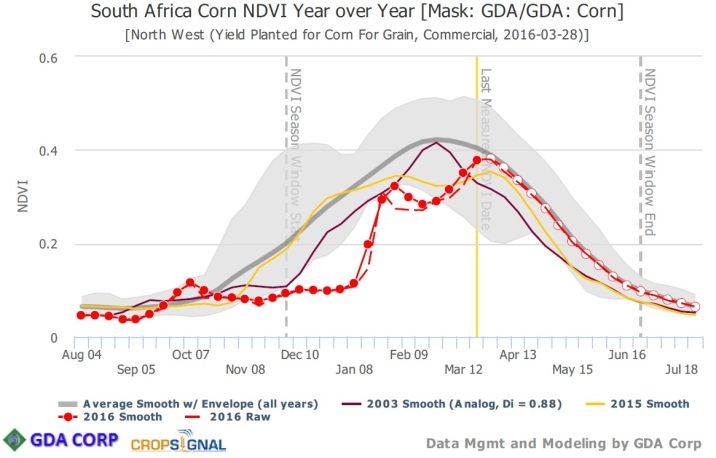 South Africa Corn NDVI Year over Year [Mask: GDA/GDA: Corn]
[North West (Yield Planted for Corn For Grain, Commercial, 2016-03-28)]
NDVI
0.6
0.4
0.2
0
NDVI Season Window Start
Last Measured NDVI Date
NDVI Season Window End
Aug 04
Sep 05
Oct 07
Nov 08
Dec 10
Jan 08
Feb 09
Mar 12
Apr 13
May 15
Jun 16
Jul 18
Average Smooth w/ Envelope (all years)
2003 Smooth (Analog, Di = 0.88)
2015 Smooth
2016 Smooth
2016 Raw
GDA CORP
CROPSIGNAL
Data Mgmt and Modeling by GDA Corp